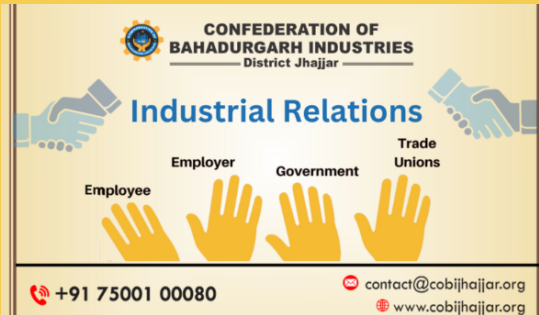 CONFEDERATION OF
BAHADURGARH INDUSTRIES
District Jhajjar
Industrial Relations
Employee
Employer
Government
Trade
Unions
+91 75001 00080
contact@cobijhajjar.org
www.cobijhajjar.org